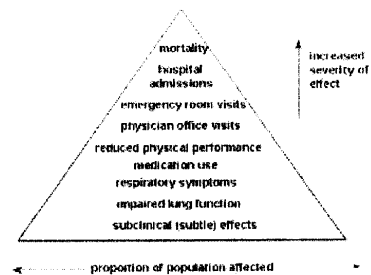 mortality
hospital
admissions
emergency room visits
physician office visits
reduced physical performance
medication use
respiratory symptoms
impaired lung function
subclinical (subtle) effects
increased
severity of
effect
proportion of population affected